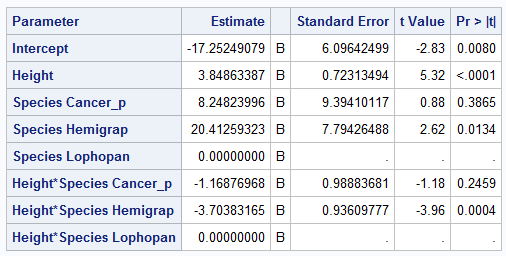 Parameter Estimate Standard Error t Value Pr > |t|
Intercept -17.25249079 B 6.09642499 -2.83 0.0080
Height 3.84863387 B 0.72313494 5.32 <.0001
Species Cancer_p 8.24823996 B 9.39410117 0.88 0.3865
Species Hemigrap 20.41259323 B 7.79426488 2.62 0.0134
Species Lophopan 0.00000000 B . . .
Height*Species Cancer_p -1.16876968 B 0.98883681 -1.18 0.2459
Height*Species Hemigrap -3.70383165 B 0.93609777 -3.96 0.0004
Height*Species Lophopan 0.00000000 B . . .